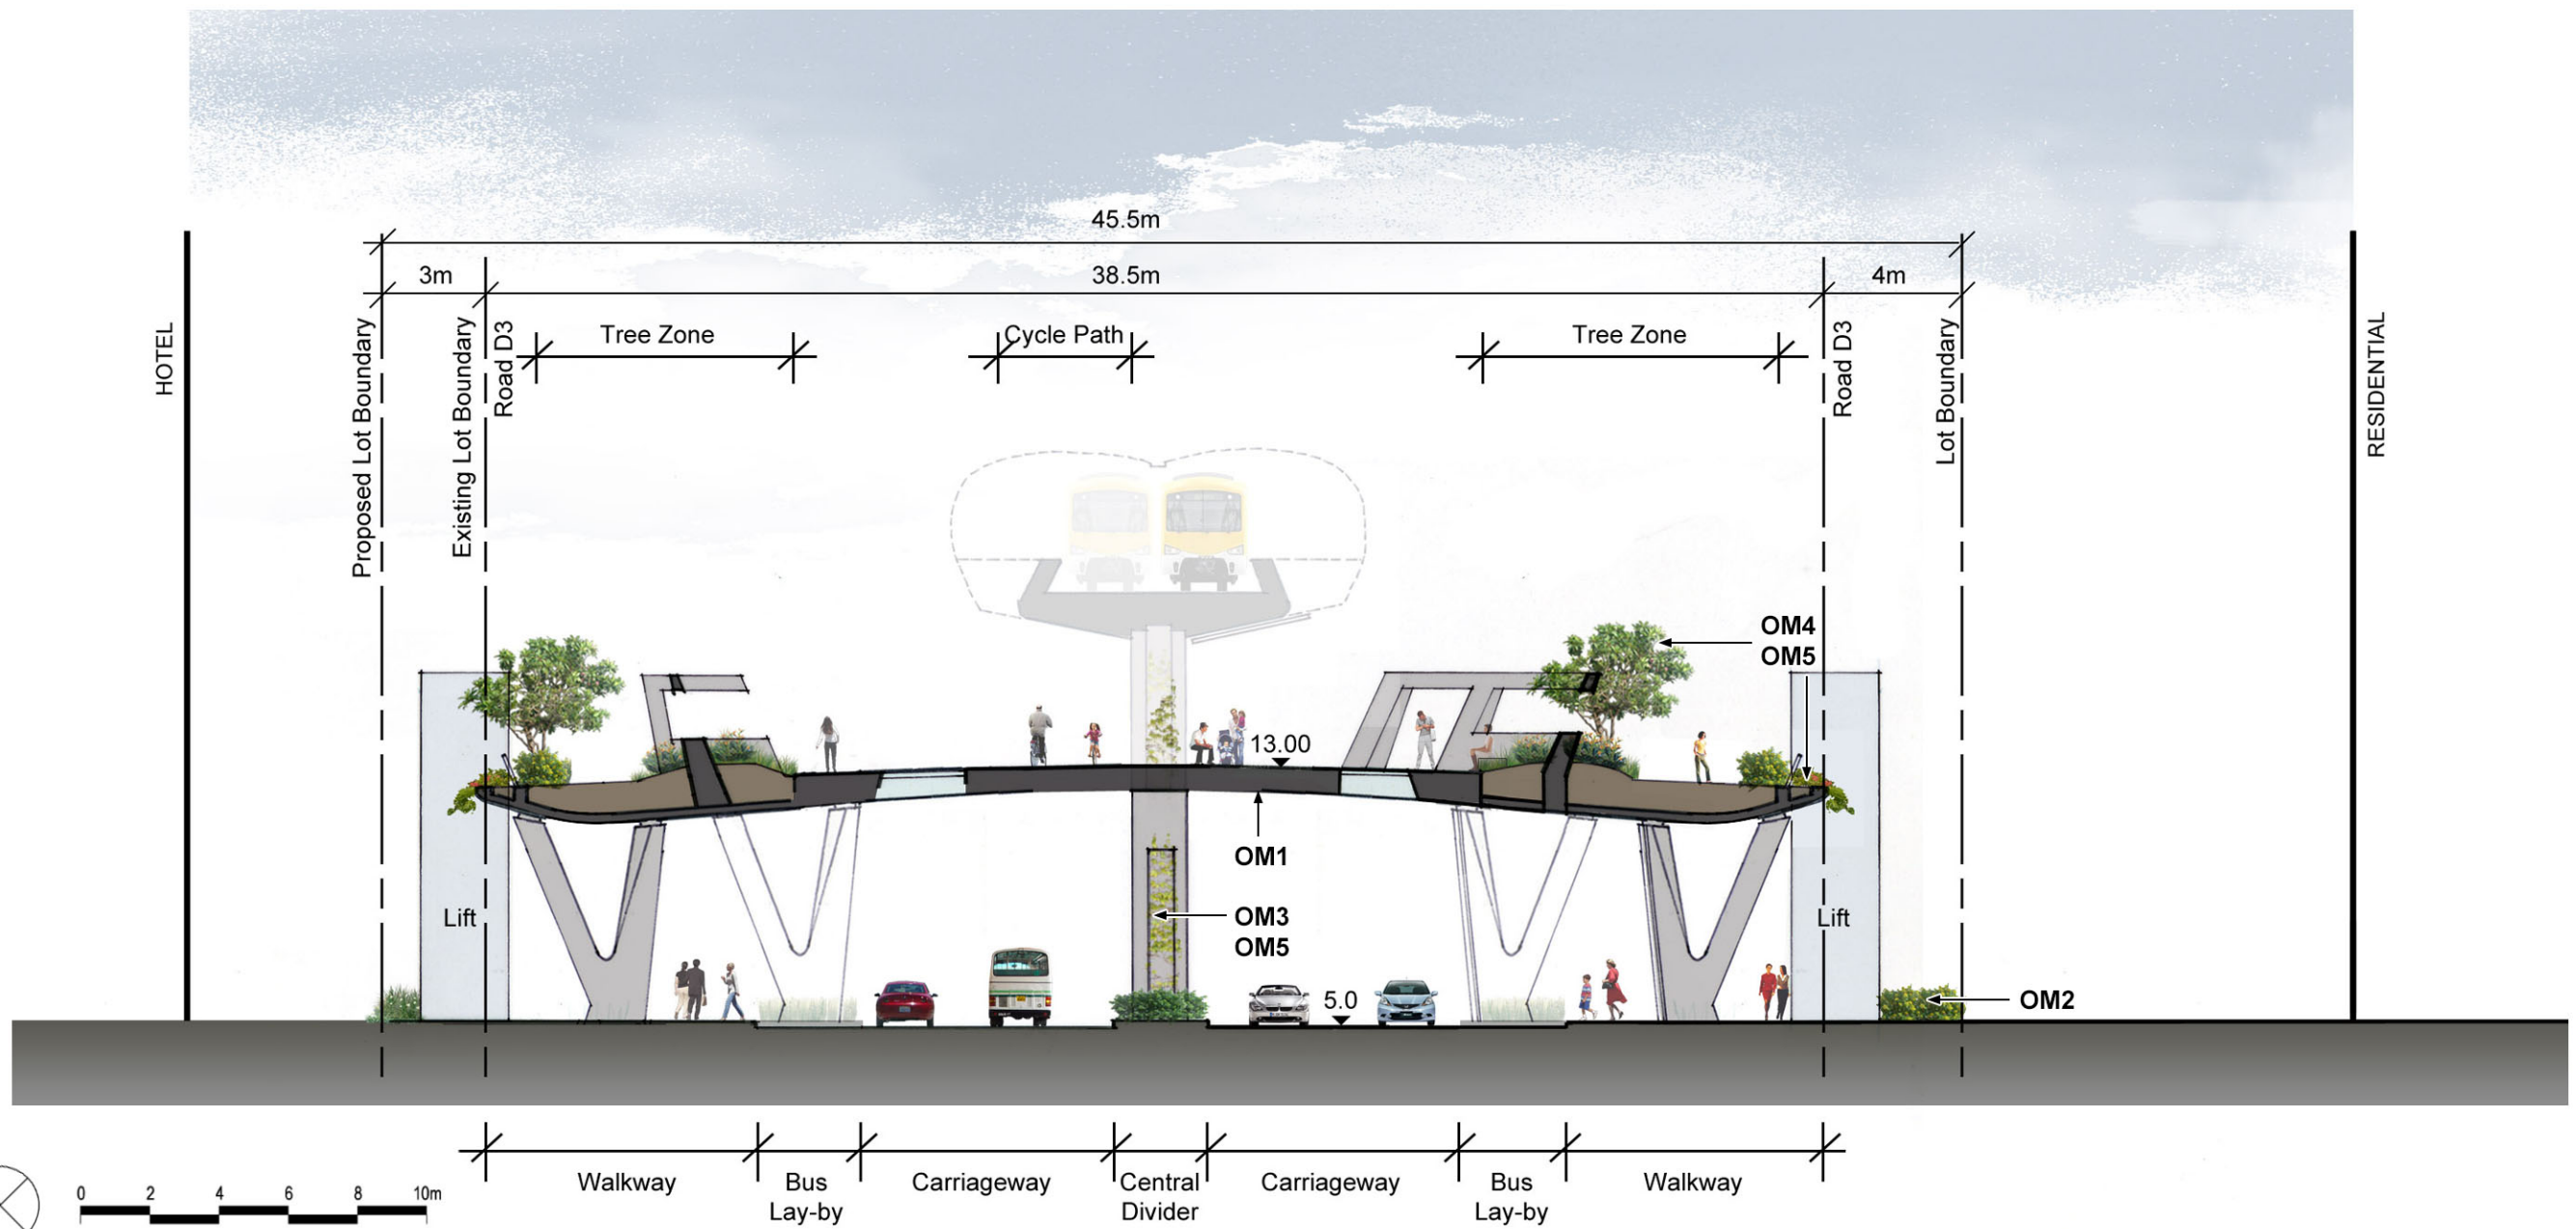 45.5m
3m
38.5m
4m
HOTEL
Proposed Lot Boundary
Existing Lot Boundary
Road D3
Tree Zone
Cycle Path
Tree Zone
Road D3
Lot Boundary
RESIDENTIAL
OM4
OM5
13.00
OM1
Lift
OM3
OM5
Lift
5.0
OM2
Walkway
Bus
Lay-by
Carriageway
Central
Divider
Carriageway
Bus
Lay-by
Walkway
0 2 4 6 8 10m